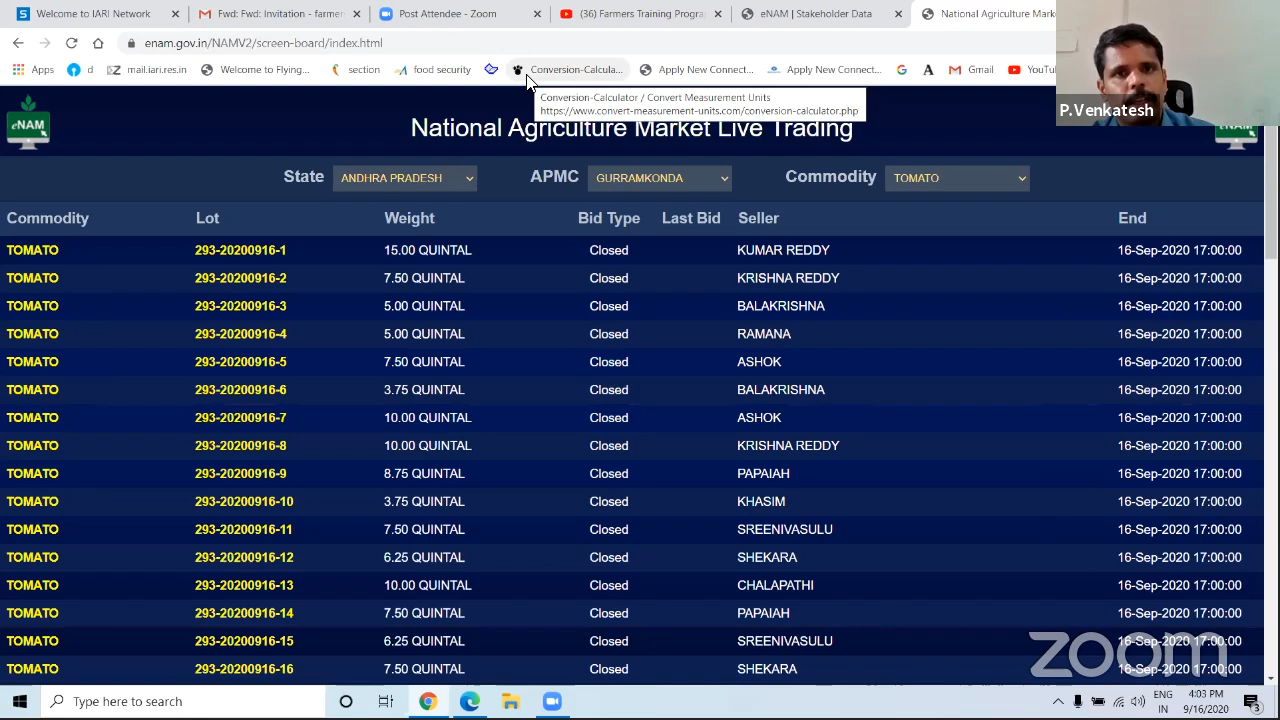 Welcome to IARI Network
Fwd: Fwd: Invitation - farmer
Post Attendee - Zoom
(36) Farmers Training Progra
eNAM | Stakeholder Data
National Agriculture Mark
enam.gov.in/NAMV2/screen-board/index.html
Apps d mail.iari.res.in Welcome to Flying... section food security Conversion-Calcula... Apply New Connect... Apply New Connect... Gmail YouTu
Conversion-Calculator / Convert Measurement Units
https://www.convert-measurement-units.com/conversion-calculator.php
P.Venkatesh
eNAM
National Agriculture Market Live Trading
eNAM
State ANDHRA PRADESH APMC GURRAMKONDA Commodity TOMATO
Commodity Lot Weight Bid Type Last Bid Seller End
TOMATO 293-20200916-1 15.00 QUINTAL Closed KUMAR REDDY 16-Sep-2020 17:00:00
TOMATO 293-20200916-2 7.50 QUINTAL Closed KRISHNA REDDY 16-Sep-2020 17:00:00
TOMATO 293-20200916-3 5.00 QUINTAL Closed BALAKRISHNA 16-Sep-2020 17:00:00
TOMATO 293-20200916-4 5.00 QUINTAL Closed RAMANA 16-Sep-2020 17:00:00
TOMATO 293-20200916-5 7.50 QUINTAL Closed ASHOK 16-Sep-2020 17:00:00
TOMATO 293-20200916-6 3.75 QUINTAL Closed BALAKRISHNA 16-Sep-2020 17:00:00
TOMATO 293-20200916-7 10.00 QUINTAL Closed ASHOK 16-Sep-2020 17:00:00
TOMATO 293-20200916-8 10.00 QUINTAL Closed KRISHNA REDDY 16-Sep-2020 17:00:00
TOMATO 293-20200916-9 8.75 QUINTAL Closed PAPAIAH 16-Sep-2020 17:00:00
TOMATO 293-20200916-10 3.75 QUINTAL Closed KHASIM 16-Sep-2020 17:00:00
TOMATO 293-20200916-11 7.50 QUINTAL Closed SREENIVASULU 16-Sep-2020 17:00:00
TOMATO 293-20200916-12 6.25 QUINTAL Closed SHEKARA 16-Sep-2020 17:00:00
TOMATO 293-20200916-13 10.00 QUINTAL Closed CHALAPATHI 16-Sep-2020 17:00:00
TOMATO 293-20200916-14 7.50 QUINTAL Closed PAPAIAH 16-Sep-2020 17:00:00
TOMATO 293-20200916-15 6.25 QUINTAL Closed SREENIVASULU 16-Sep-2020 17:00:00
TOMATO 293-20200916-16 7.50 QUINTAL Closed SHEKARA 16-Sep-2020 17:00:00
zoom
Type here to search
ENG
IN
4:03 PM
9/16/2020
3